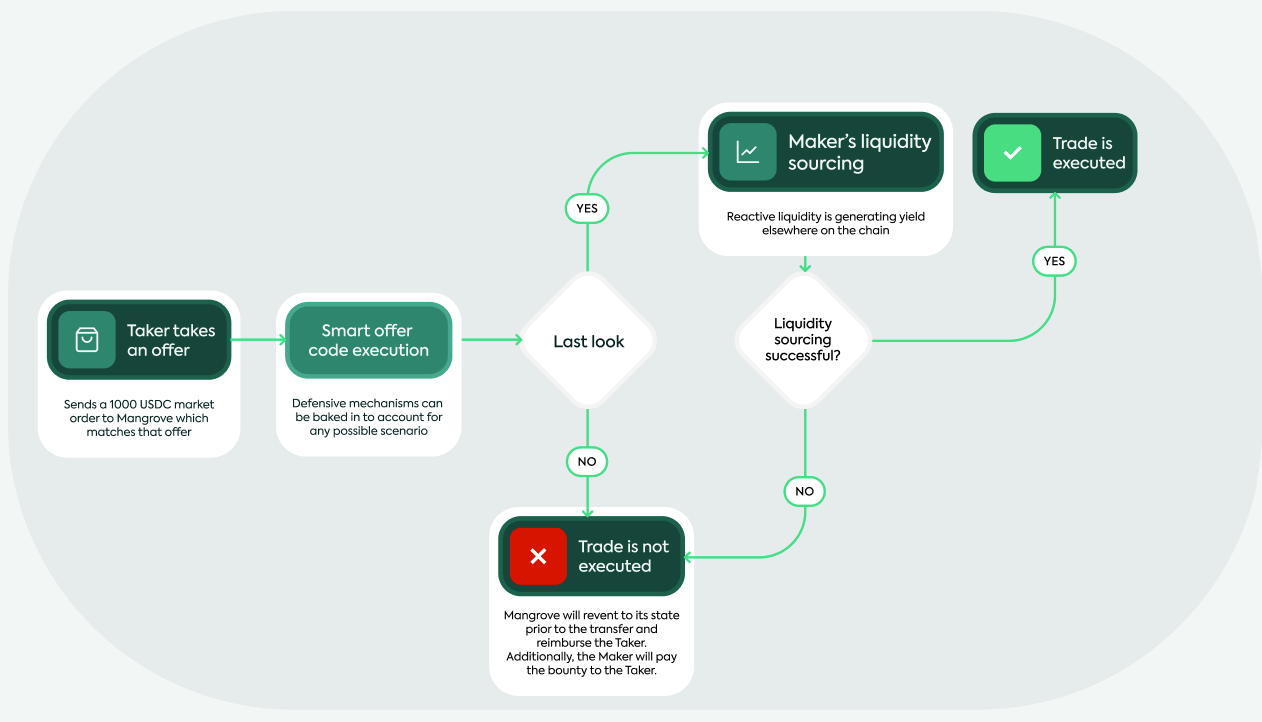 Taker takes
an offer
Sends a 1000 USDC market
order to Mangrove which
matches that offer
Smart offer
code execution
Defensive mechanisms can
be baked in to account for
any possible scenario
Last look
YES
NO
Maker's liquidity
sourcing
Reactive liquidity is generating yield
elsewhere on the chain
Liquidity
sourcing
successful?
YES
NO
Trade is
executed
Trade is not
executed
Mangrove will revent to its state
prior to the transfer and
reimburse the Taker.
Additionally, the Maker will pay
the bounty to the Taker.